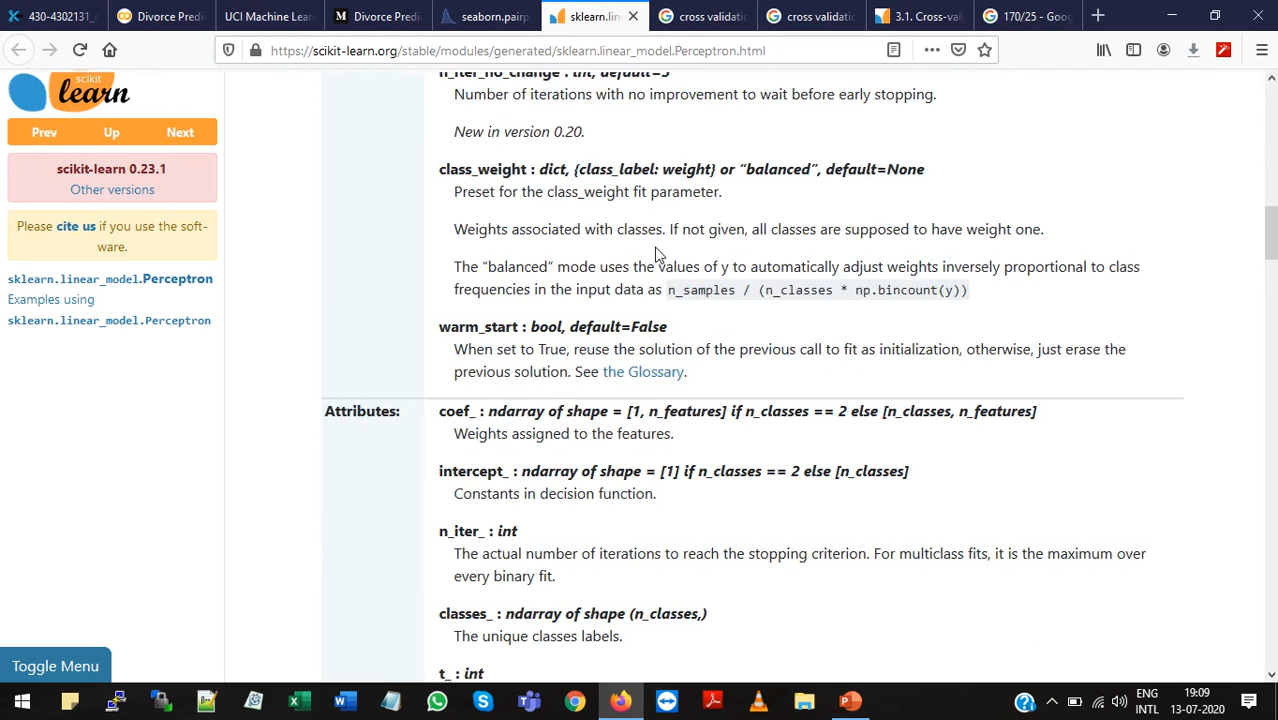 430-4302131_
Divorce Predi
UCI Machine Lear
Divorce Predi
seaborn.pairp
sklearn.lin
cross validati
cross validatio
3.1. Cross-val
170/25 - Goog
https://scikit-learn.org/stable/modules/generated/sklearn.linear_model.Perceptron.html
scikit
learn
Prev Up Next
scikit-learn 0.23.1
Other versions
Please cite us if you use the soft-
ware.
sklearn.linear_model.Perceptron
Examples using
sklearn.linear_model.Perceptron
Toggle Menu
n_iter_no_change : int, default=5
Number of iterations with no improvement to wait before early stopping.
New in version 0.20.
class_weight : dict, {class_label: weight} or “balanced”, default=None
Preset for the class_weight fit parameter.
Weights associated with classes. If not given, all classes are supposed to have weight one.
The “balanced” mode uses the values of y to automatically adjust weights inversely proportional to class
frequencies in the input data as n_samples / (n_classes * np.bincount(y))
warm_start : bool, default=False
When set to True, reuse the solution of the previous call to fit as initialization, otherwise, just erase the
previous solution. See the Glossary.
Attributes:
coef_ : ndarray of shape = [1, n_features] if n_classes == 2 else [n_classes, n_features]
Weights assigned to the features.
intercept_ : ndarray of shape = [1] if n_classes == 2 else [n_classes]
Constants in decision function.
n_iter_ : int
The actual number of iterations to reach the stopping criterion. For multiclass fits, it is the maximum over
every binary fit.
classes_ : ndarray of shape (n_classes,)
The unique classes labels.
t_ : int
ENG
INTL
19:09
13-07-2020